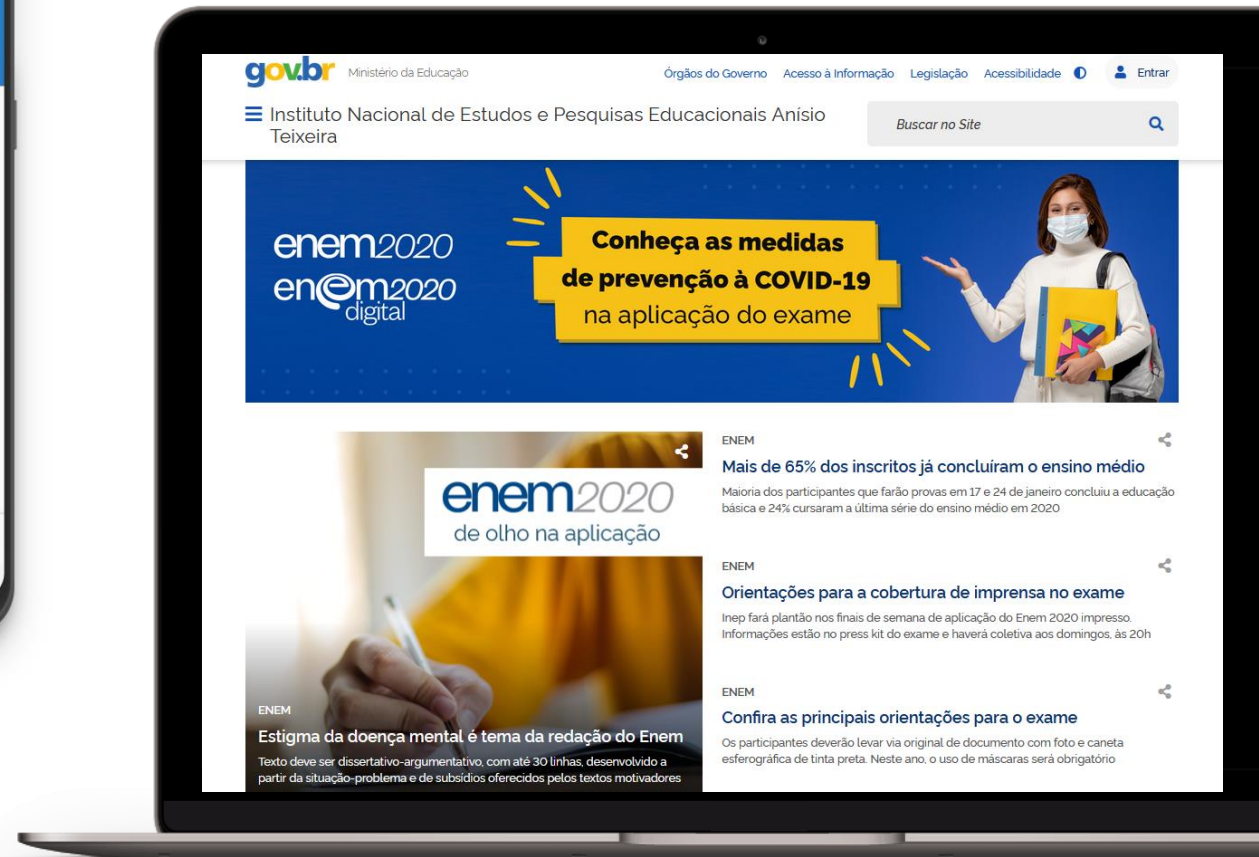 gov.br Ministério da Educação
Órgãos do Governo Acesso à Informação Legislação Acessibilidade Entrar
Instituto Nacional de Estudos e Pesquisas Educacionais Anísio
Teixeira
Buscar no Site
enem2020
enem2020
digital
Conheça as medidas
de prevenção à COVID-19
na aplicação do exame
enem2020
de olho na aplicação
ENEM
Estigma da doença mental é tema da redação do Enem
Texto deve ser dissertativo-argumentativo, com até 30 linhas, desenvolvido a
partir da situação-problema e de subsídios oferecidos pelos textos motivadores
ENEM
Mais de 65% dos inscritos já concluíram o ensino médio
Maioria dos participantes que farão provas em 17 e 24 de janeiro concluiu a educação
básica e 24% cursaram a última série do ensino médio em 2020
ENEM
Orientações para a cobertura de imprensa no exame
Inep fará plantão nos finais de semana de aplicação do Enem 2020 impresso.
Informações estão no press kit do exame e haverá coletiva aos domingos, às 20h
ENEM
Confira as principais orientações para o exame
Os participantes deverão levar via original de documento com foto e caneta
esferográfica de tinta preta. Neste ano, o uso de máscaras será obrigatório